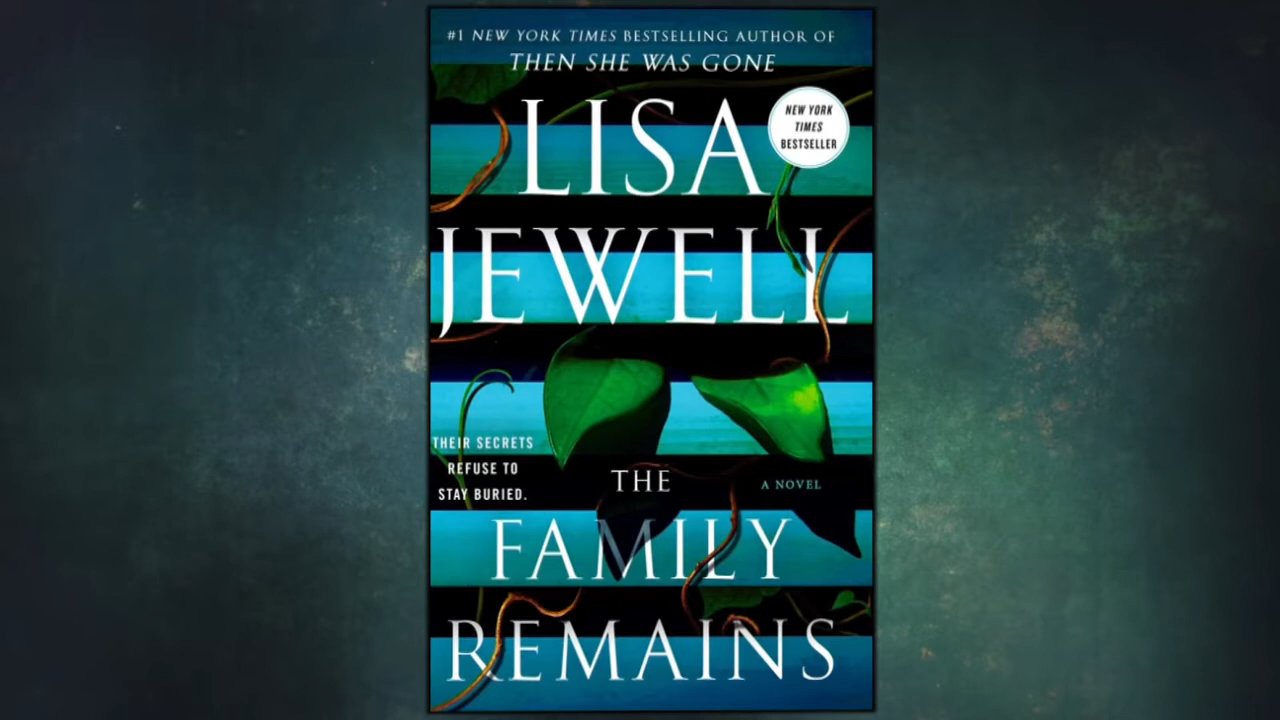 #1 NEW YORK TIMES BESTSELLING AUTHOR OF
THEN SHE WAS GONE
LISA
NEW YORK
TIMES
BESTSELLER
JEWELL
THEIR SECRETS
REFUSE TO
STAY BURIED.
THE
A NOVEL
FAMILY
REMAINS